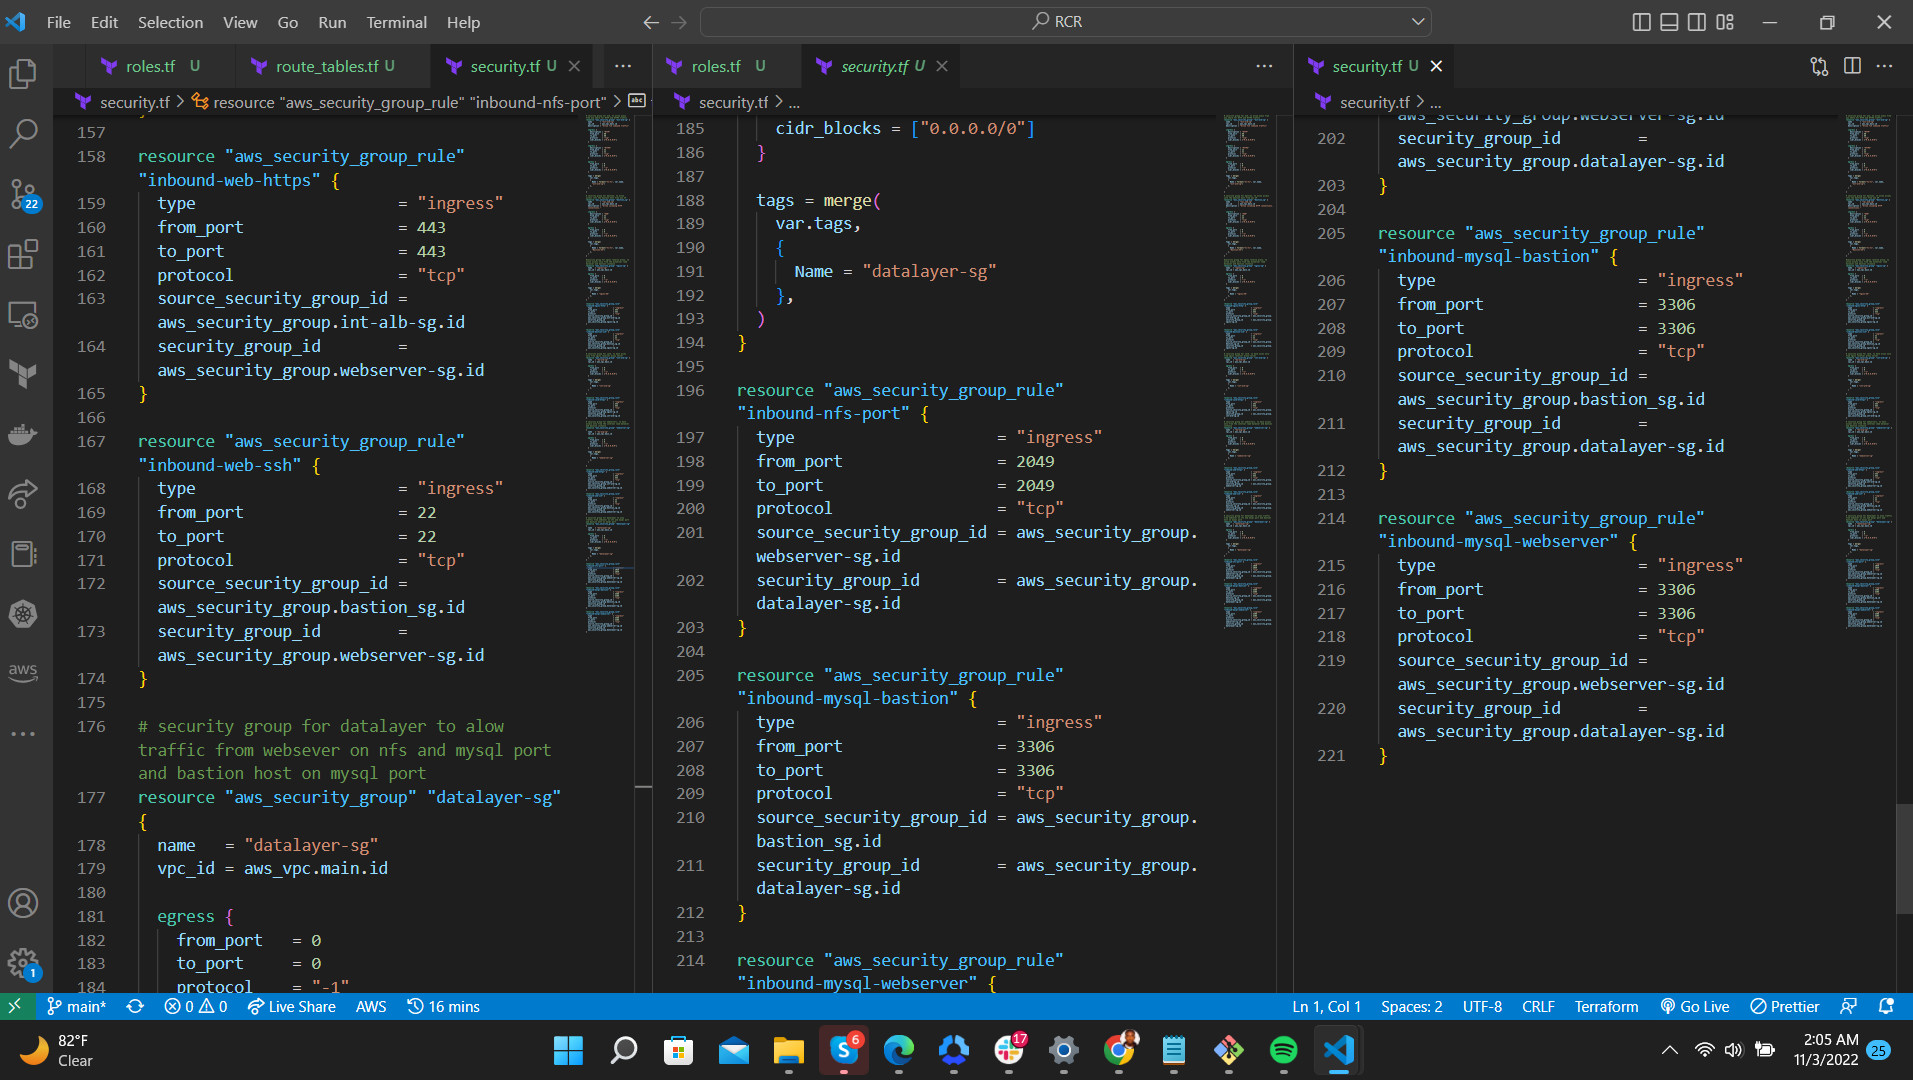 File Edit Selection View Go Run Terminal Help
RCR
roles.tf U
route_tables.tf U
security.tf U
security.tf > resource "aws_security_group_rule" "inbound-nfs-port" >
157
158 resource "aws_security_group_rule"
"inbound-web-https" {
159 type = "ingress"
160 from_port = 443
161 to_port = 443
162 protocol = "tcp"
163 source_security_group_id =
aws_security_group.int-alb-sg.id
164 security_group_id =
aws_security_group.webserver-sg.id
165 }
166
167 resource "aws_security_group_rule"
"inbound-web-ssh" {
168 type = "ingress"
169 from_port = 22
170 to_port = 22
171 protocol = "tcp"
172 source_security_group_id =
aws_security_group.bastion_sg.id
173 security_group_id =
aws_security_group.webserver-sg.id
174 }
175
176 # security group for datalayer to alow
traffic from websever on nfs and mysql port
and bastion host on mysql port
177 resource "aws_security_group" "datalayer-sg"
{
178 name = "datalayer-sg"
179 vpc_id = aws_vpc.main.id
180
181 egress {
182 from_port = 0
183 to_port = 0
184 protocol = "-1"
roles.tf U
security.tf U
security.tf > ...
185 cidr_blocks = ["0.0.0.0/0"]
186 }
187
188 tags = merge(
189 var.tags,
190 {
191 Name = "datalayer-sg"
192 },
193 )
194 }
195
196 resource "aws_security_group_rule"
"inbound-nfs-port" {
197 type = "ingress"
198 from_port = 2049
199 to_port = 2049
200 protocol = "tcp"
201 source_security_group_id = aws_security_group.
webserver-sg.id
202 security_group_id = aws_security_group.
datalayer-sg.id
203 }
204
205 resource "aws_security_group_rule"
"inbound-mysql-bastion" {
206 type = "ingress"
207 from_port = 3306
208 to_port = 3306
209 protocol = "tcp"
210 source_security_group_id = aws_security_group.
bastion_sg.id
211 security_group_id = aws_security_group.
datalayer-sg.id
212 }
213
214 resource "aws_security_group_rule"
"inbound-mysql-webserver" {
security.tf U
security.tf > ...
aws_security_group.webserver-sg.id
202 security_group_id =
aws_security_group.datalayer-sg.id
203 }
204
205 resource "aws_security_group_rule"
"inbound-mysql-bastion" {
206 type = "ingress"
207 from_port = 3306
208 to_port = 3306
209 protocol = "tcp"
210 source_security_group_id =
aws_security_group.bastion_sg.id
211 security_group_id =
aws_security_group.datalayer-sg.id
212 }
213
214 resource "aws_security_group_rule"
"inbound-mysql-webserver" {
215 type = "ingress"
216 from_port = 3306
217 to_port = 3306
218 protocol = "tcp"
219 source_security_group_id =
aws_security_group.webserver-sg.id
220 security_group_id =
aws_security_group.datalayer-sg.id
221 }
22
aws
1
main* 0 0 Live Share AWS 16 mins
Ln 1, Col 1 Spaces: 2 UTF-8 CRLF Terraform Go Live Prettier
82°F
Clear
6
17
2:05 AM
11/3/2022
25